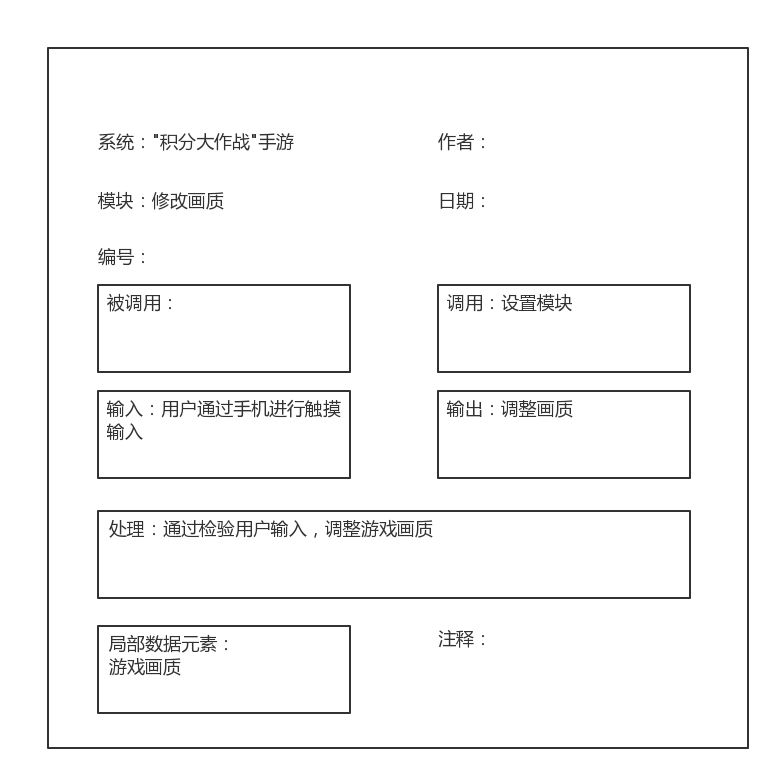 系统："积分大作战"手游
作者：
模块：修改画质
日期：
编号：
被调用：
调用：设置模块
输入：用户通过手机进行触摸
输入
输出：调整画质
处理：通过检验用户输入，调整游戏画质
局部数据元素：
游戏画质
注释：